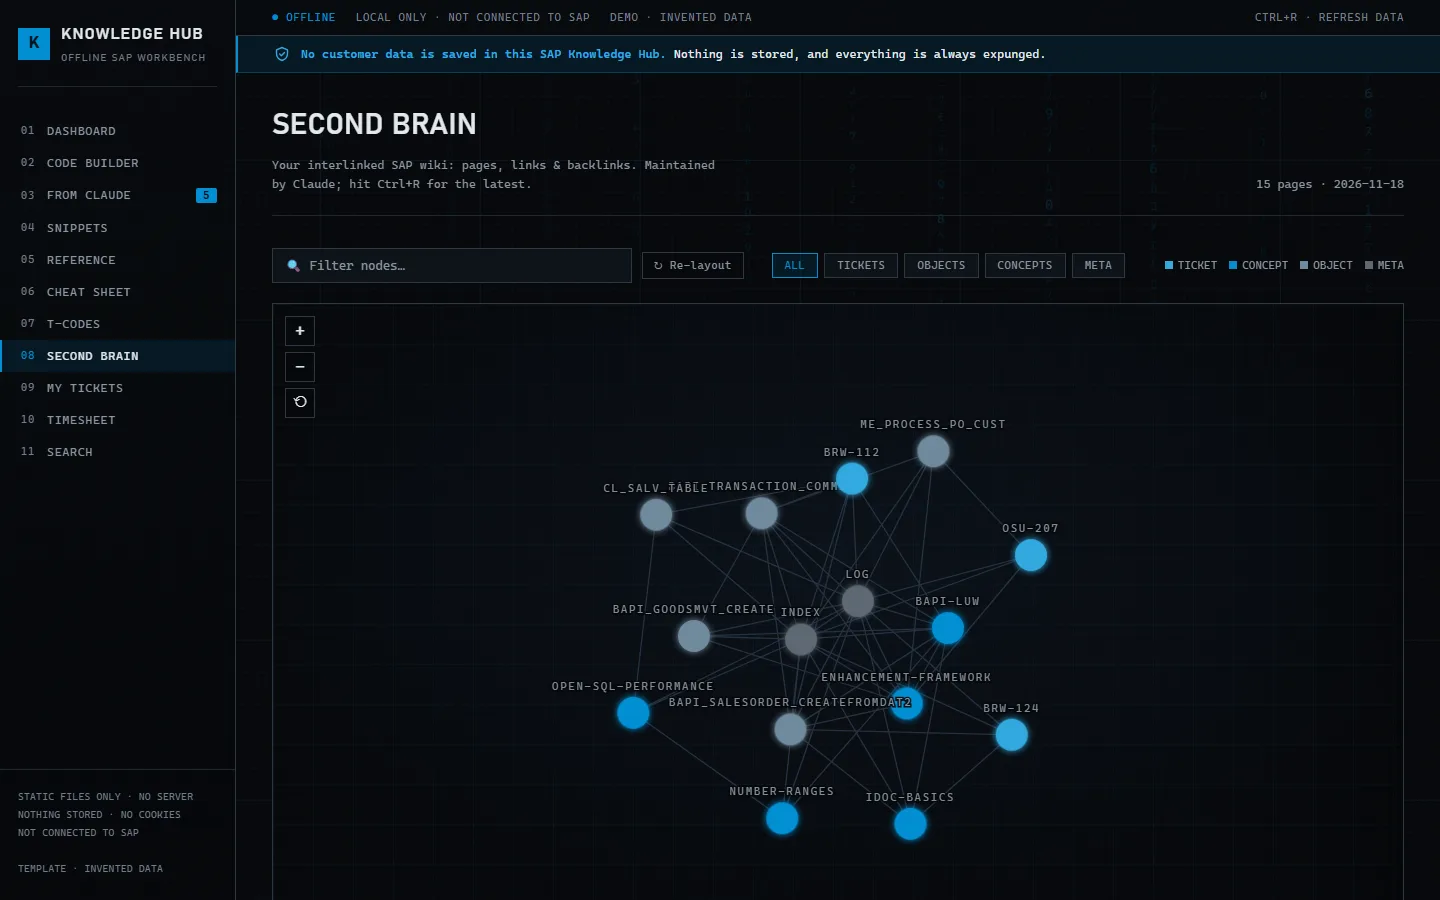 K
KNOWLEDGE HUB
OFFLINE SAP WORKBENCH
01 DASHBOARD
02 CODE BUILDER
03 FROM CLAUDE 5
04 SNIPPETS
05 REFERENCE
06 CHEAT SHEET
07 T-CODES
08 SECOND BRAIN
09 MY TICKETS
10 TIMESHEET
11 SEARCH
STATIC FILES ONLY · NO SERVER
NOTHING STORED · NO COOKIES
NOT CONNECTED TO SAP
TEMPLATE · INVENTED DATA
OFFLINE LOCAL ONLY · NOT CONNECTED TO SAP DEMO · INVENTED DATA CTRL+R · REFRESH DATA
No customer data is saved in this SAP Knowledge Hub. Nothing is stored, and everything is always expunged.
SECOND BRAIN
Your interlinked SAP wiki: pages, links & backlinks. Maintained
by Claude; hit Ctrl+R for the latest.
15 pages · 2026-11-18
Filter nodes…
↻ Re-layout
ALL TICKETS OBJECTS CONCEPTS META
TICKET CONCEPT OBJECT META
+
−
ME_PROCESS_PO_CUST
BRW-112
CL_SALV_TABLE
TRANSACTION_COMM
OSU-207
LOG
BAPI-LUW
BAPI_GOODSMVT_CREATE
INDEX
ENHANCEMENT-FRAMEWORK
OPEN-SQL-PERFORMANCE
BAPI_SALESORDER_CREATEFROMDAT2
BRW-124
NUMBER-RANGES
IDOC-BASICS